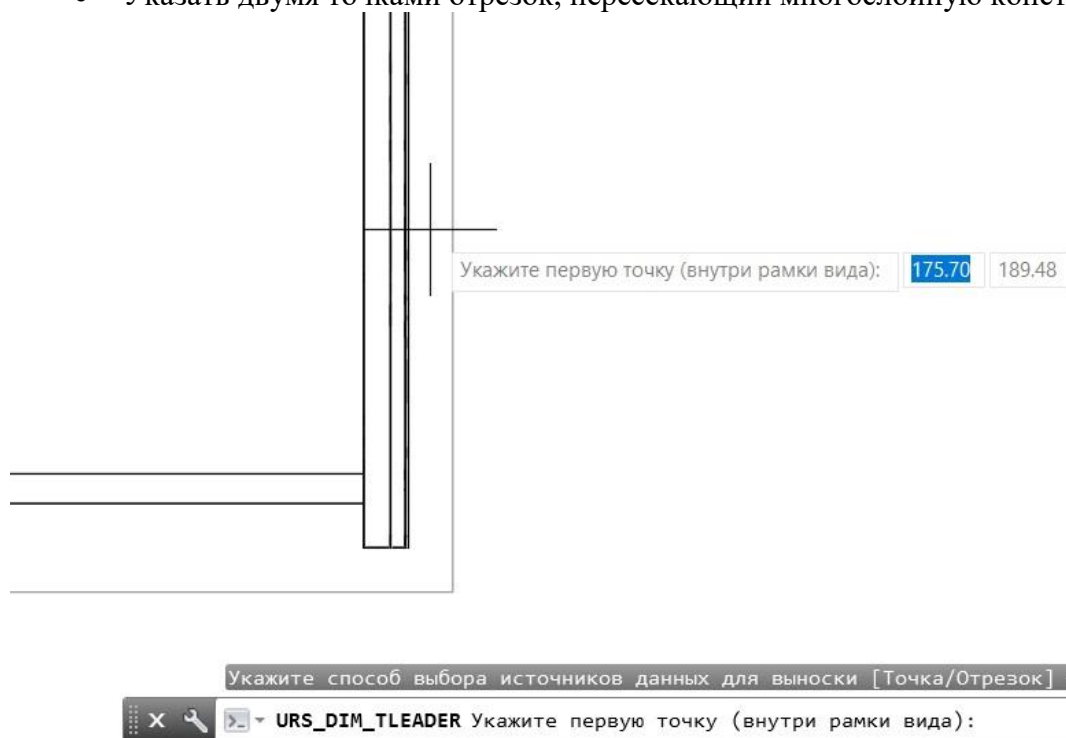 Указать двумя точками отрезок, пересекающий многослойную
Укажите первую точку (внутри рамки вида): 175.70 189.48
Укажите способ выбора источников данных для выноски [Точка/Отрезок]
URS_DIM_TLEADER Укажите первую точку (внутри рамки вида):